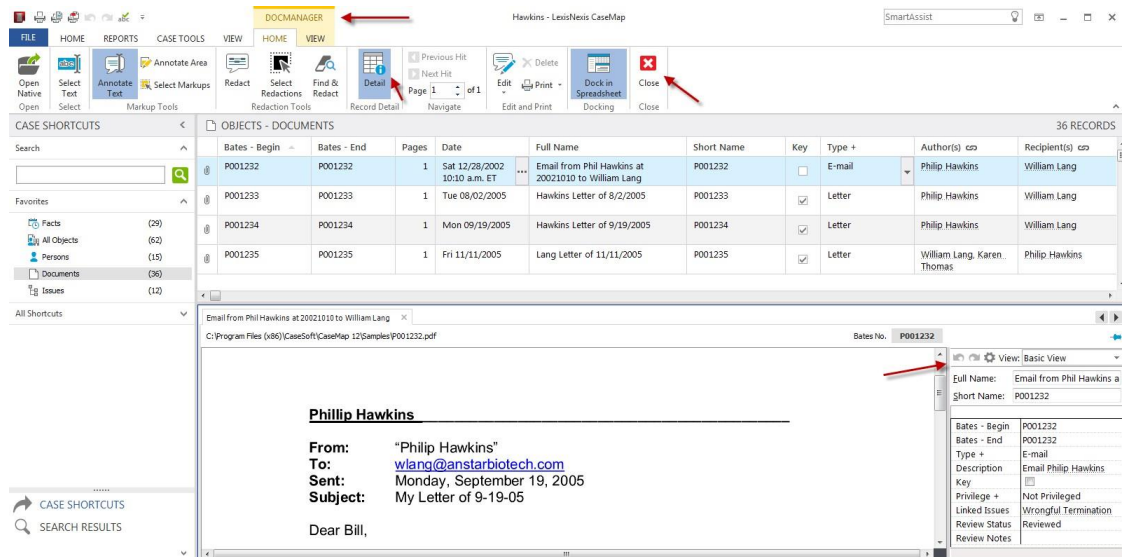 DOCMANAGER
Hawkins - LexisNexis CaseMap
SmartAssist
FILE HOME REPORTS CASE TOOLS VIEW HOME VIEW
Open Native
Select Text
Annotate Text
Annotate Area
Select Markups
Redact
Select Redactions
Find & Redact
Detail
Previous Hit
Next Hit
Page 1 of 1
Edit
Delete
Print
Dock in Spreadsheet
Close
Open Select Markup Tools Redaction Tools Record Detail Navigate Edit and Print Docking Close
CASE SHORTCUTS
Search
Favorites
Facts (29)
All Objects (62)
Persons (15)
Documents (36)
Issues (12)
All Shortcuts
CASE SHORTCUTS
SEARCH RESULTS
OBJECTS - DOCUMENTS 36 RECORDS
Bates - Begin Bates - End Pages Date Full Name Short Name Key Type + Author(s) Recipient(s)
P001232 P001232 1 Sat 12/28/2002 ... Email from Phil Hawkins at P001232 E-mail Philip Hawkins William Lang
10:10 a.m. ET 20021010 to William Lang
P001233 P001233 1 Tue 08/02/2005 Hawkins Letter of 8/2/2005 P001233 Letter Philip Hawkins William Lang
P001234 P001234 1 Mon 09/19/2005 Hawkins Letter of 9/19/2005 P001234 Letter Philip Hawkins William Lang
P001235 P001235 1 Fri 11/11/2005 Lang Letter of 11/11/2005 P001235 Letter William Lang, Karen Philip Hawkins
Thomas
Email from Phil Hawkins at 20021010 to William Lang
C:\Program Files (x86)\CaseSoft\CaseMap 12\Samples\P001232.pdf Bates No. P001232
Phillip Hawkins
From: "Philip Hawkins"
To: wlang@anstarbiotech.com
Sent: Monday, September 19, 2005
Subject: My Letter of 9-19-05
Dear Bill,
View: Basic View
Full Name: Email from Phil Hawkins a
Short Name: P001232
Bates - Begin P001232
Bates - End P001232
Type + E-mail
Description Email Philip Hawkins
Key
Privilege + Not Privileged
Linked Issues Wrongful Termination
Review Status Reviewed
Review Notes